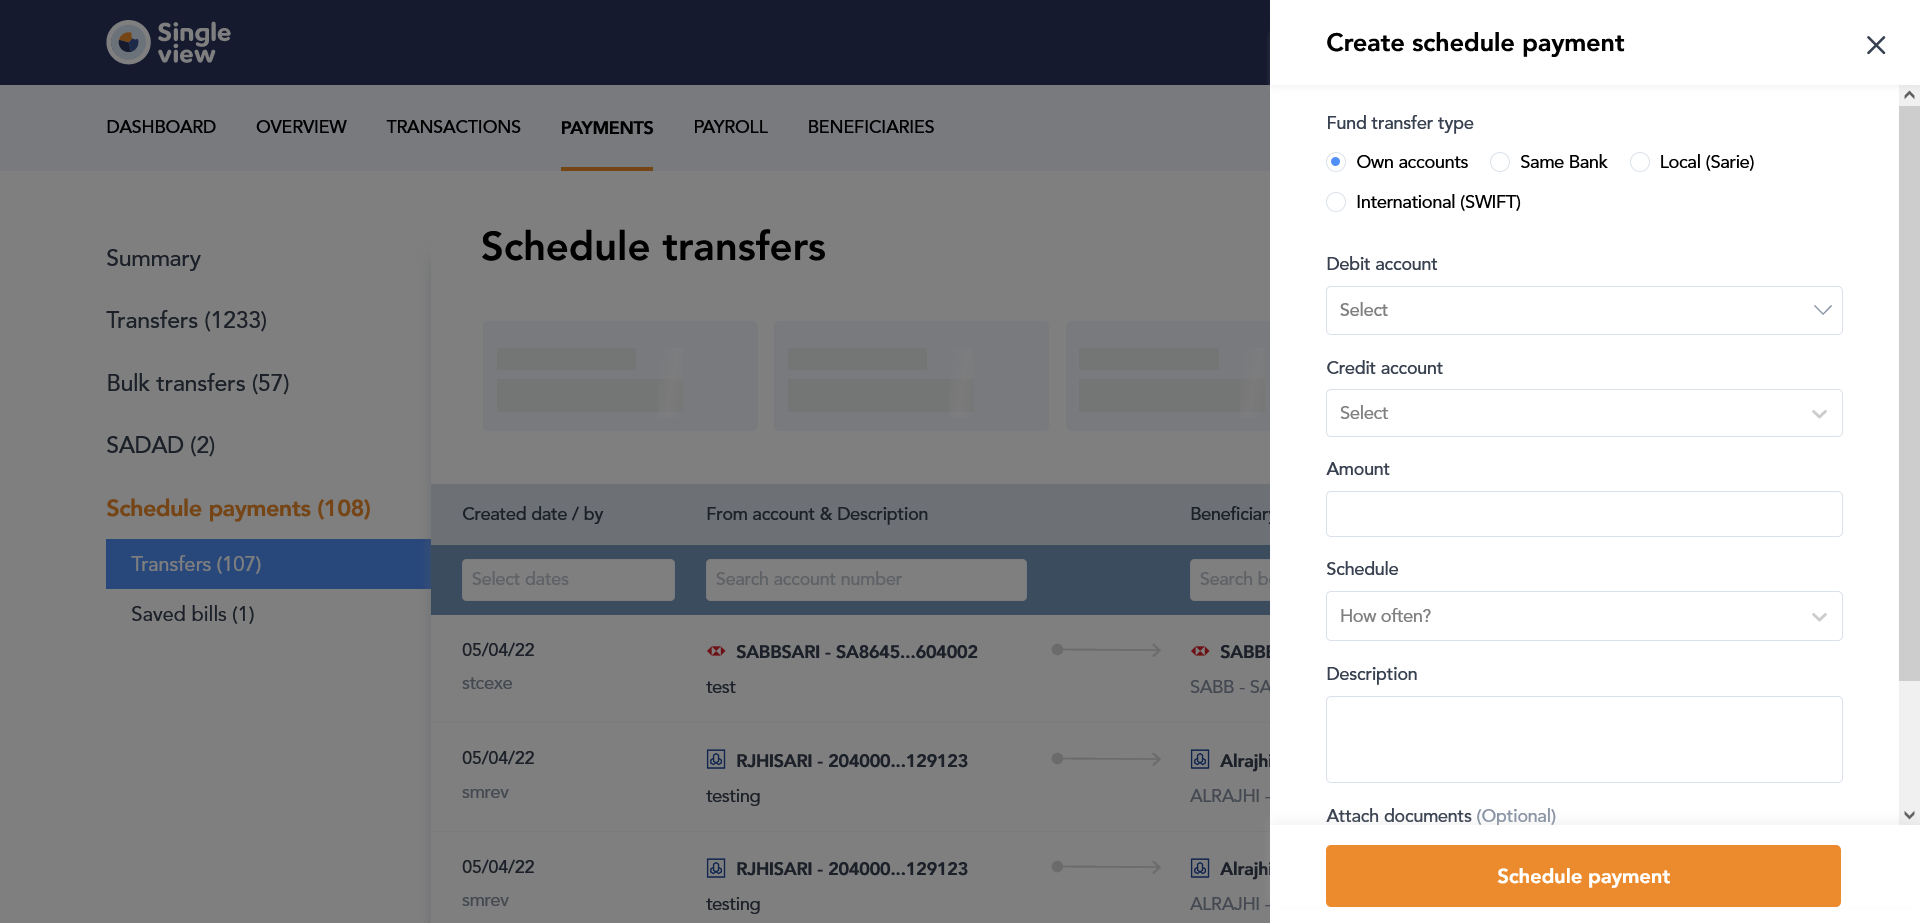 Single
view
DASHBOARD OVERVIEW TRANSACTIONS PAYMENTS PAYROLL BENEFICIARIES
Summary
Transfers (1233)
Bulk transfers (57)
SADAD (2)
Schedule payments (108)
Transfers (107)
Saved bills (1)
Schedule transfers
Created date / by From account & Description Beneficiary
Select dates Search account number Search be
05/04/22 SABBSARI - SA8645...604002 SABB
stcexe test SABB - SA
05/04/22 RJHISARI - 204000...129123 Alrajhi
smrev testing ALRAJHI -
05/04/22 RJHISARI - 204000...129123 Alrajhi
smrev testing ALRAJHI -
Create schedule payment
Fund transfer type
Own accounts Same Bank Local (Sarie)
International (SWIFT)
Debit account
Select
Credit account
Select
Amount
Schedule
How often?
Description
Attach documents (Optional)
Schedule payment